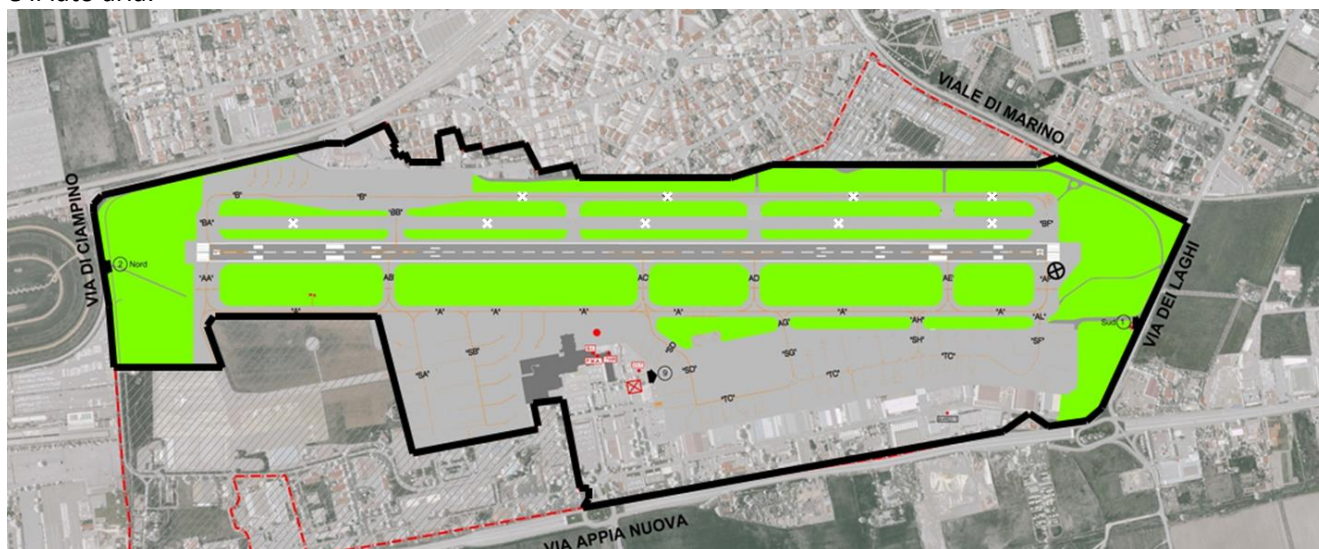 VIALE DI MARINO
VIA DI CIAMPINO
2 Nord
"B"
"B"
"BB"
"BA"
"BF"
"AA"
AB
AC
AD
AE
"A"
"A"
"A"
"A"
"A"
"A"
"A"
"AL"
AG
"AH"
Sud 1
VIA DEI LAGHI
"SA"
"SB"
9
"SD"
"SG"
"SH"
"SF"
"TC"
"TC"
"TC"
VIA APPIA NUOVA